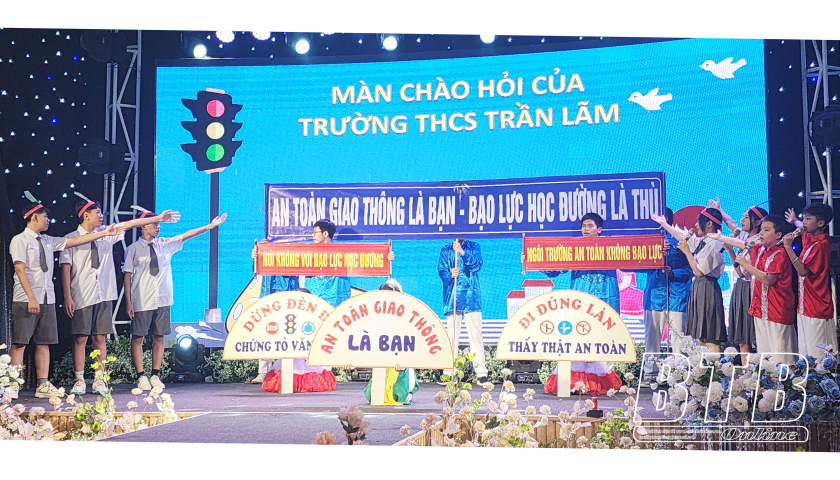 MÀN CHÀO HỎI CỦA
TRƯỜNG THCS TRẦN LÃM
AN TOÀN GIAO THÔNG LÀ BẠN - BẠO LỰC HỌC ĐƯỜNG LÀ THÙ
NÓI KHÔNG VỚI BẠO LỰC HỌC ĐƯỜNG
NGÔI TRƯỜNG AN TOÀN KHÔNG BẠO LỰC
DỪNG ĐÈN Đ
STOP
CHỨNG TỎ VĂ
AN TOÀN GIAO THÔNG
LÀ BẠN
ĐI ĐÚNG LÀN
THẤY THẬT AN TOÀN
BTB
Online